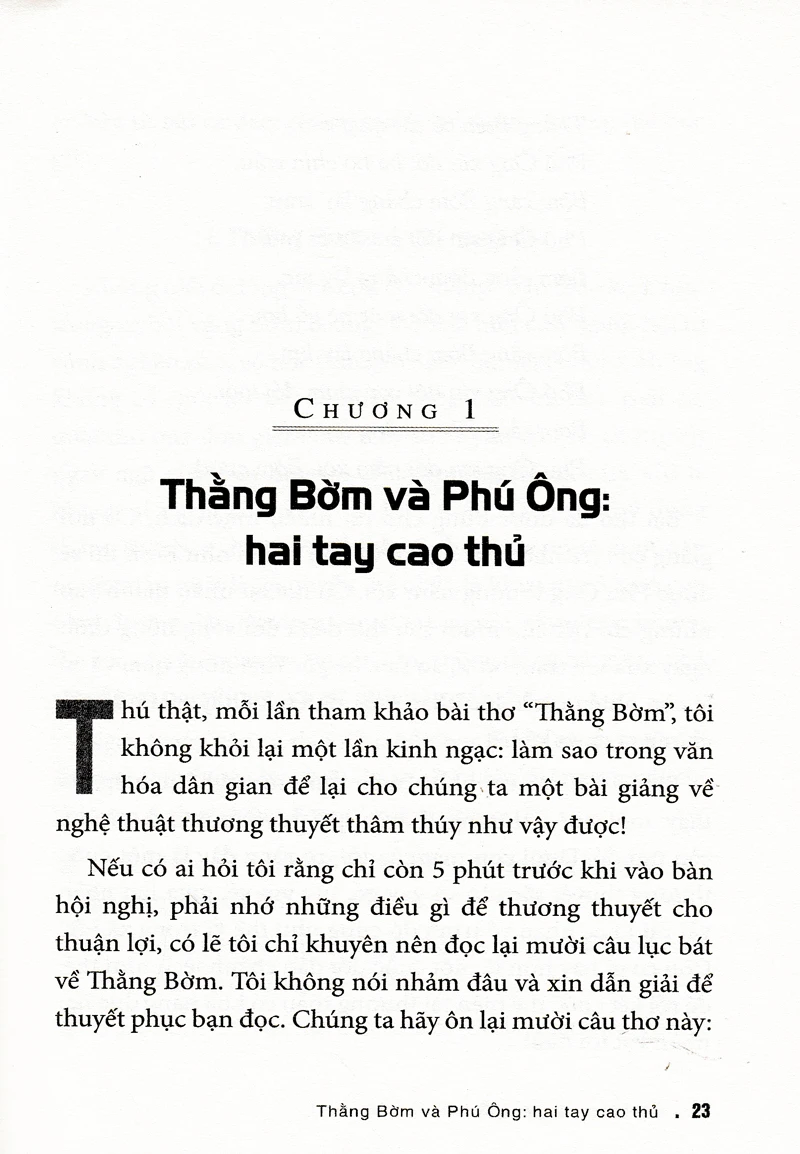 CHƯƠNG 1
Thằng Bờm và Phú Ông:
hai tay cao thủ
Thú thật, mỗi lần tham khảo bài thơ “Thằng Bờm”, tôi
không khỏi lại một lần kinh ngạc: làm sao trong văn
hóa dân gian để lại cho chúng ta một bài giảng về
nghệ thuật thương thuyết thâm thúy như vậy được!
Nếu có ai hỏi tôi rằng chỉ còn 5 phút trước khi vào bàn
hội nghị, phải nhớ những điều gì để thương thuyết cho
thuận lợi, có lẽ tôi chỉ khuyên nên đọc lại mười câu lục bát
về Thằng Bờm. Tôi không nói nhảm đâu và xin dẫn giải để
thuyết phục bạn đọc. Chúng ta hãy ôn lại mười câu thơ này:
Thằng Bờm và Phú Ông: hai tay cao thủ . 23